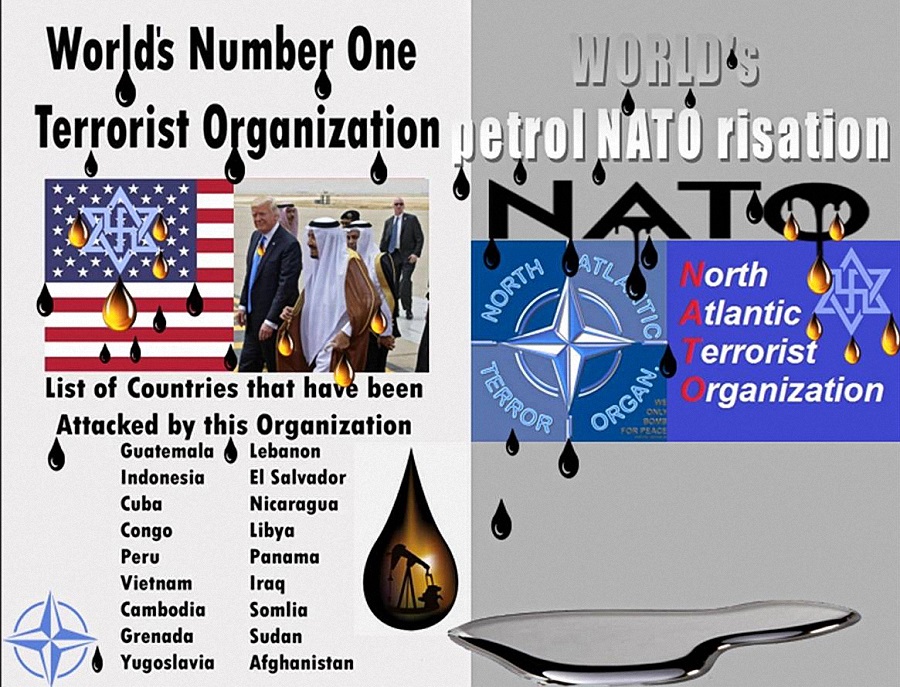 World's Number One
Terrorist Organization
List of Countries that have been
Attacked by this Organization
Guatemala
Indonesia
Cuba
Congo
Peru
Vietnam
Cambodia
Grenada
Yugoslavia
Lebanon
El Salvador
Nicaragua
Libya
Panama
Iraq
Somlia
Sudan
Afghanistan
WORLD's
petrol NATO risation
NATO
NORTH ATLANTIC
TERROR ORGAN.
WE
ONLY
BOMB
FOR PEACE
North
Atlantic
Terrorist
Organization